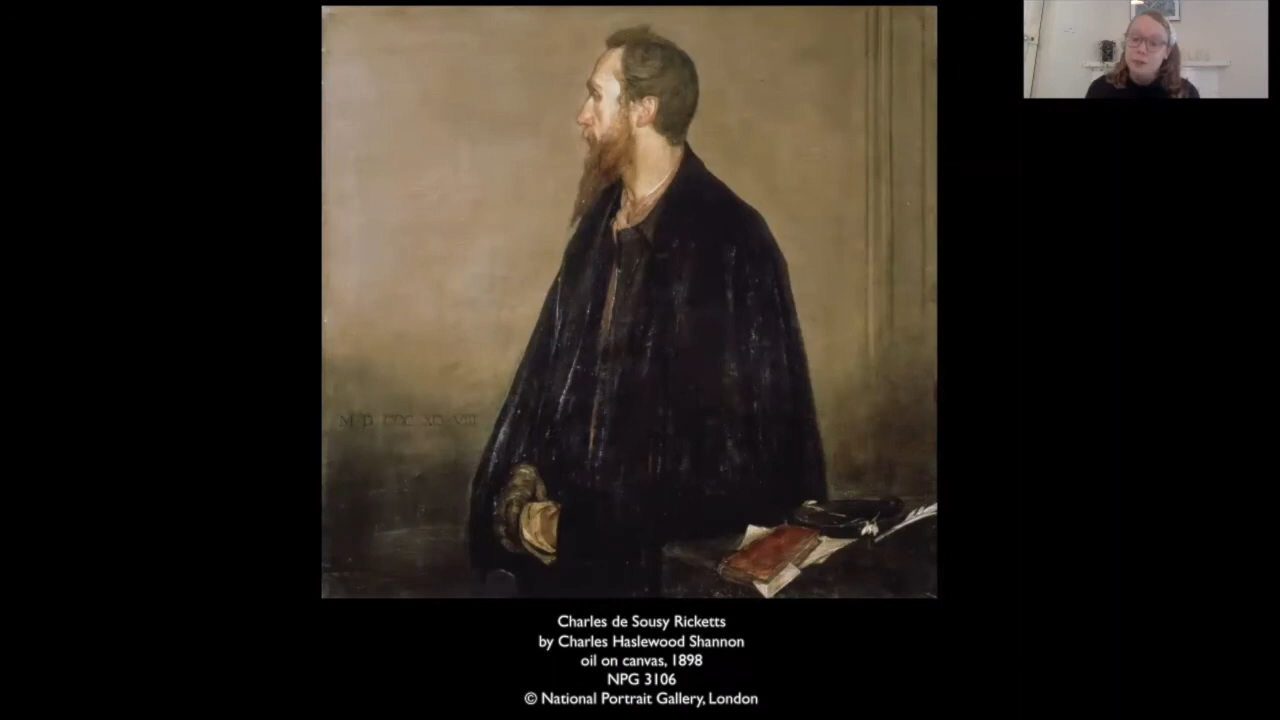 Charles de Sousy Ricketts
by Charles Haslewood Shannon
oil on canvas, 1898
NPG 3106
© National Portrait Gallery, London